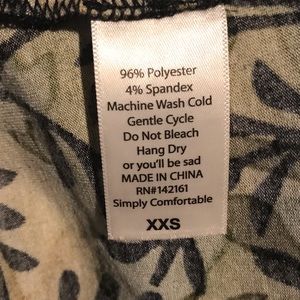 96% Polyester
4% Spandex
Machine Wash Cold
Gentle Cycle
Do Not Bleach
Hang Dry
or you'll be sad
MADE IN CHINA
RN#142161
Simply Comfortable
XXS